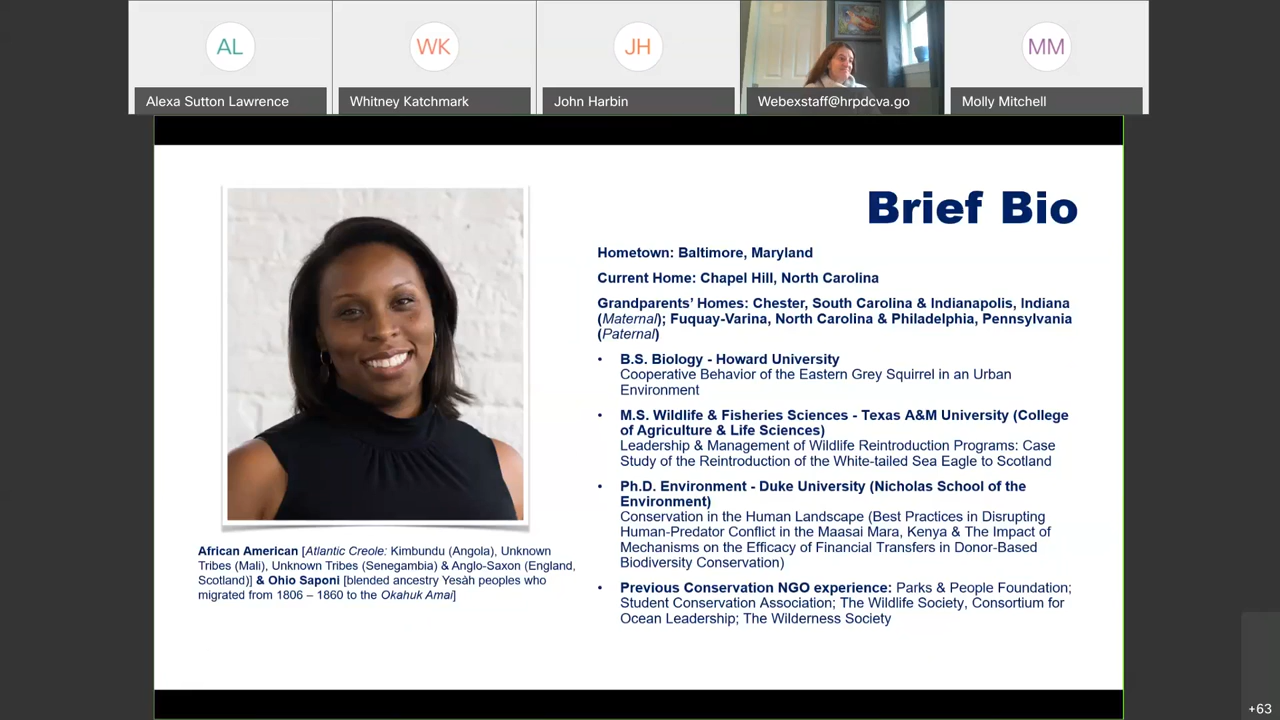 AL
WK
JH
MM
Alexa Sutton Lawrence
Whitney Katchmark
John Harbin
Webexstaff@hrpdcva.go
Molly Mitchell
Brief Bio
Hometown: Baltimore, Maryland
Current Home: Chapel Hill, North Carolina
Grandparents’ Homes: Chester, South Carolina & Indianapolis, Indiana
(Maternal); Fuquay-Varina, North Carolina & Philadelphia, Pennsylvania
(Paternal)
• B.S. Biology - Howard University
Cooperative Behavior of the Eastern Grey Squirrel in an Urban
Environment
• M.S. Wildlife & Fisheries Sciences - Texas A&M University (College
of Agriculture & Life Sciences)
Leadership & Management of Wildlife Reintroduction Programs: Case
Study of the Reintroduction of the White-tailed Sea Eagle to Scotland
• Ph.D. Environment - Duke University (Nicholas School of the
Environment)
Conservation in the Human Landscape (Best Practices in Disrupting
Human-Predator Conflict in the Maasai Mara, Kenya & The Impact of
Mechanisms on the Efficacy of Financial Transfers in Donor-Based
Biodiversity Conservation)
• Previous Conservation NGO experience: Parks & People Foundation;
Student Conservation Association; The Wildlife Society, Consortium for
Ocean Leadership; The Wilderness Society
African American [Atlantic Creole: Kimbundu (Angola), Unknown
Tribes (Mali), Unknown Tribes (Senegambia) & Anglo-Saxon (England,
Scotland)] & Ohio Saponi [blended ancestry Yesàh peoples who
migrated from 1806 – 1860 to the Okahuk Amai]
+63